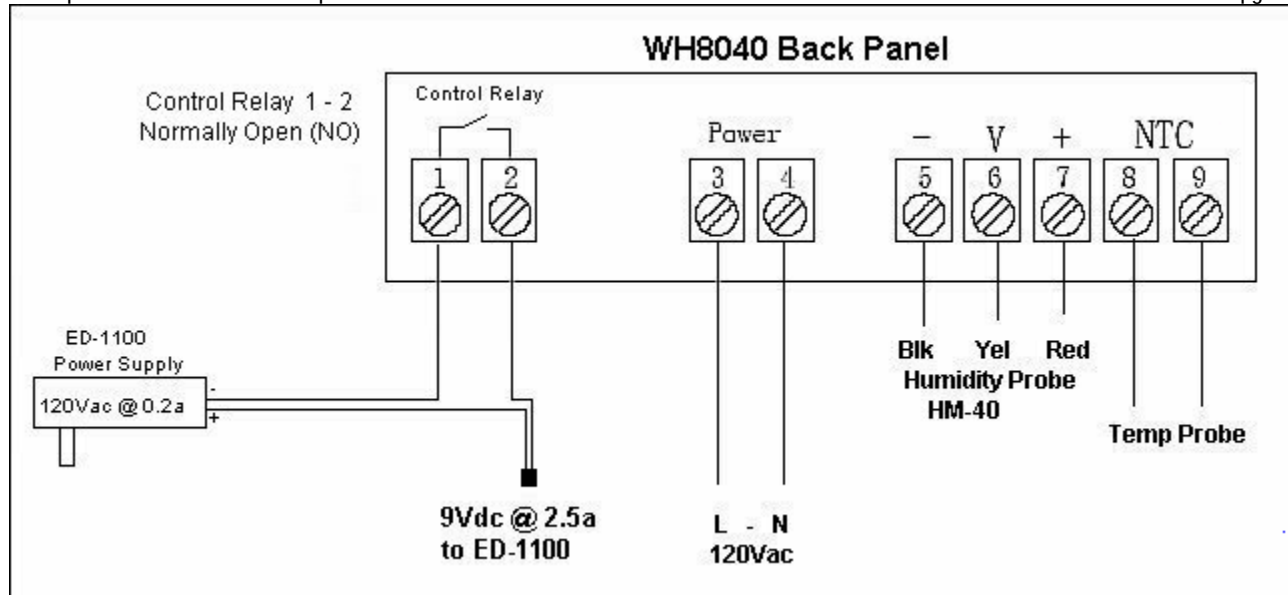 WH8040 Back Panel
Control Relay 1 - 2
Normally Open (NO)
Control Relay
Power
- V + NTC
1 2 3 4 5 6 7 8 9
ED-1100
Power Supply
120Vac @ 0.2a
-
+
Blk Yel Red
Humidity Probe
HM-40
Temp Probe
9Vdc @ 2.5a
to ED-1100
L - N
120Vac